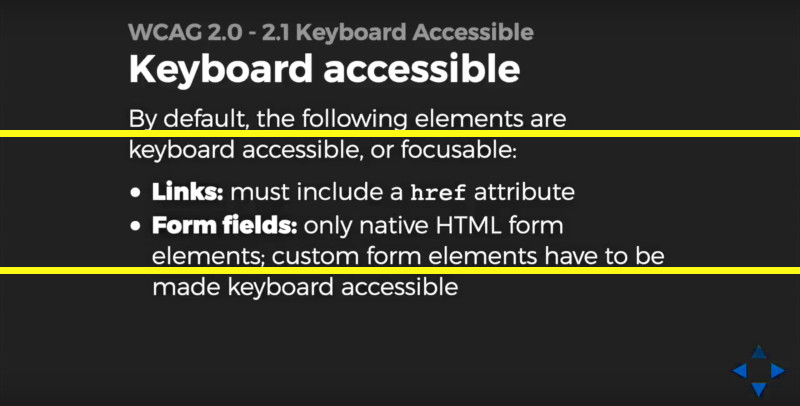 WCAG 2.0 - 2.1 Keyboard Accessible
Keyboard accessible
By default, the following elements are
keyboard accessible, or focusable:
• Links: must include a href attribute
• Form fields: only native HTML form
elements; custom form elements have to be
made keyboard accessible